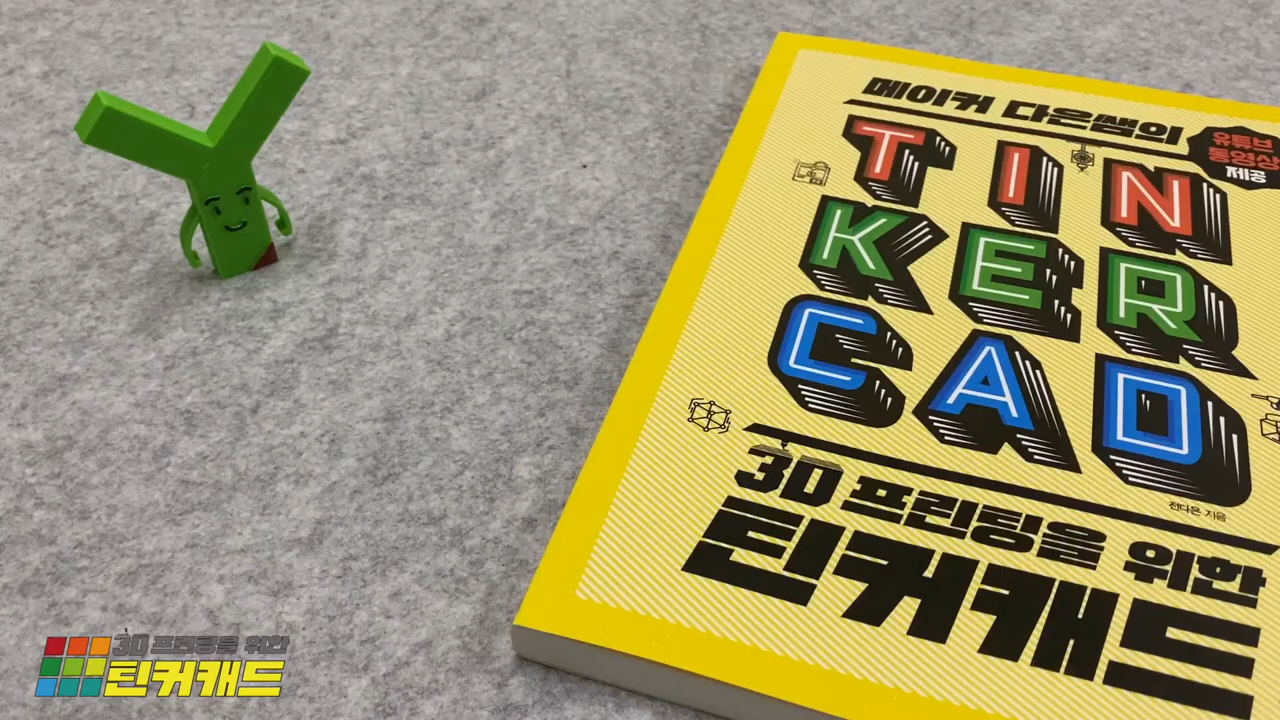 메이커 다은쌤의
유튜브
동영상
제공
TIN
KER
CAD
전다은 지음
3D 프린팅을 위한
틴커캐드
3D 프린팅을 위한
틴커캐드